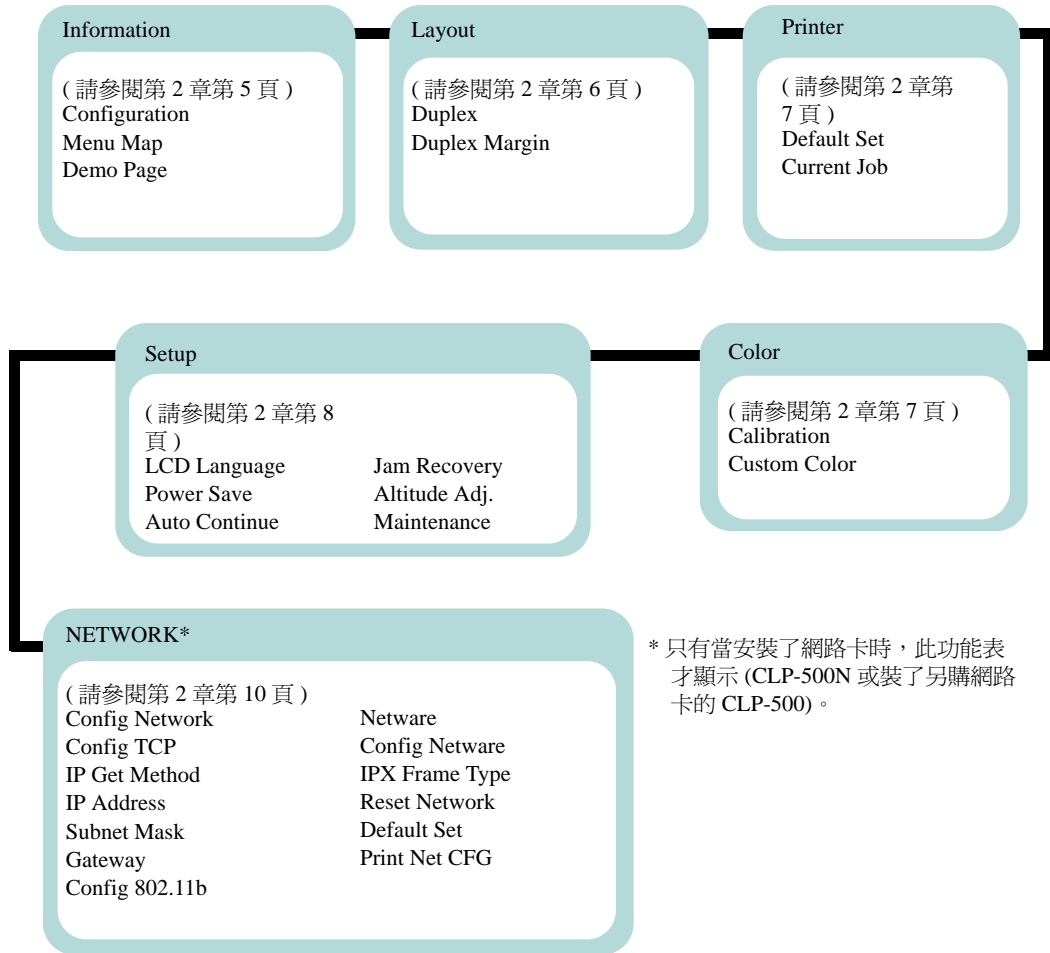 Information
( 請參閱第 2 章第 5 頁 )
Configuration
Menu Map
Demo Page
Layout
( 請參閱第 2 章第 6 頁 )
Duplex
Duplex Margin
Printer
( 請參閱第 2 章第
7 頁 )
Default Set
Current Job
Setup
( 請參閱第 2 章第 8
頁 )
LCD Language
Power Save
Auto Continue
Jam Recovery
Altitude Adj.
Maintenance
Color
( 請參閱第 2 章第 7 頁 )
Calibration
Custom Color
NETWORK*
( 請參閱第 2 章第 10 頁 )
Config Network
Config TCP
IP Get Method
IP Address
Subnet Mask
Gateway
Config 802.11b
Netware
Config Netware
IPX Frame Type
Reset Network
Default Set
Print Net CFG
* 只有當安裝了網路卡時，此功能表
才顯示 (CLP-500N 或裝了另購網路
卡的 CLP-500)。